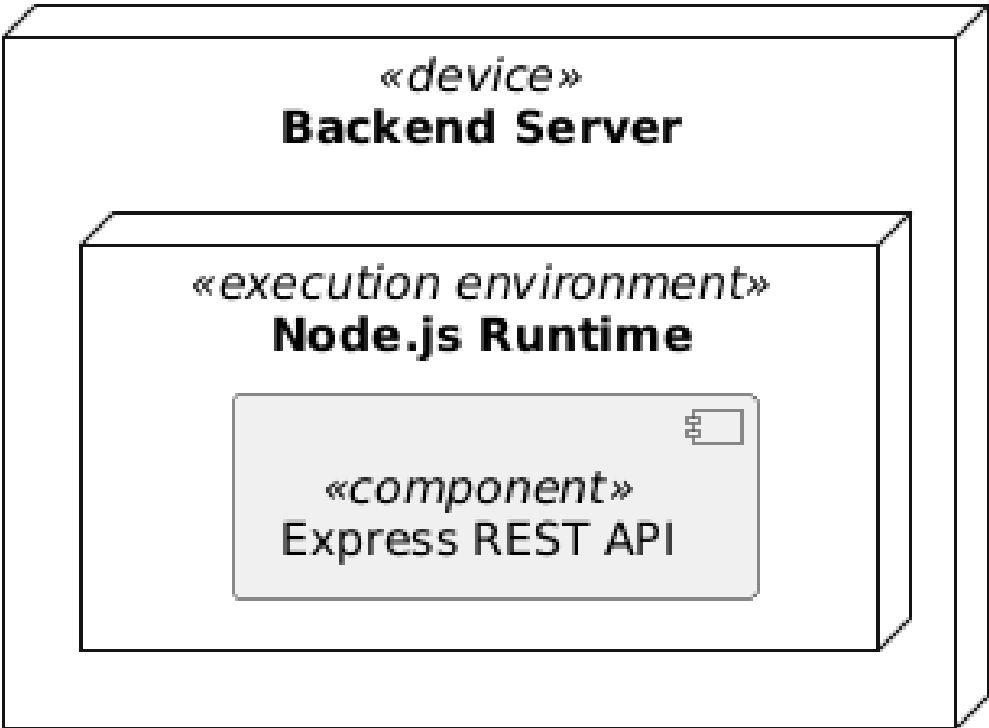 «device»
Backend Server
«execution environment»
Node.js Runtime
«component»
Express REST API